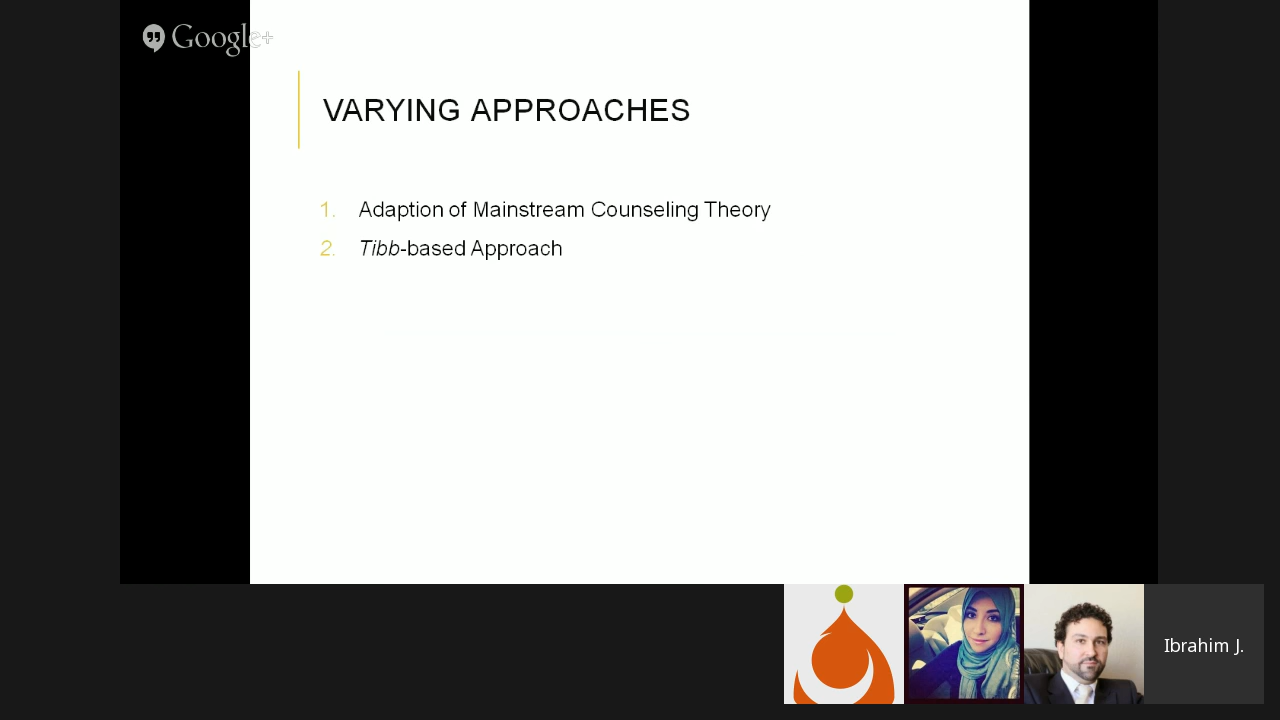 Google+
VARYING APPROACHES
1. Adaption of Mainstream Counseling Theory
2. Tibb-based Approach
Ibrahim J.